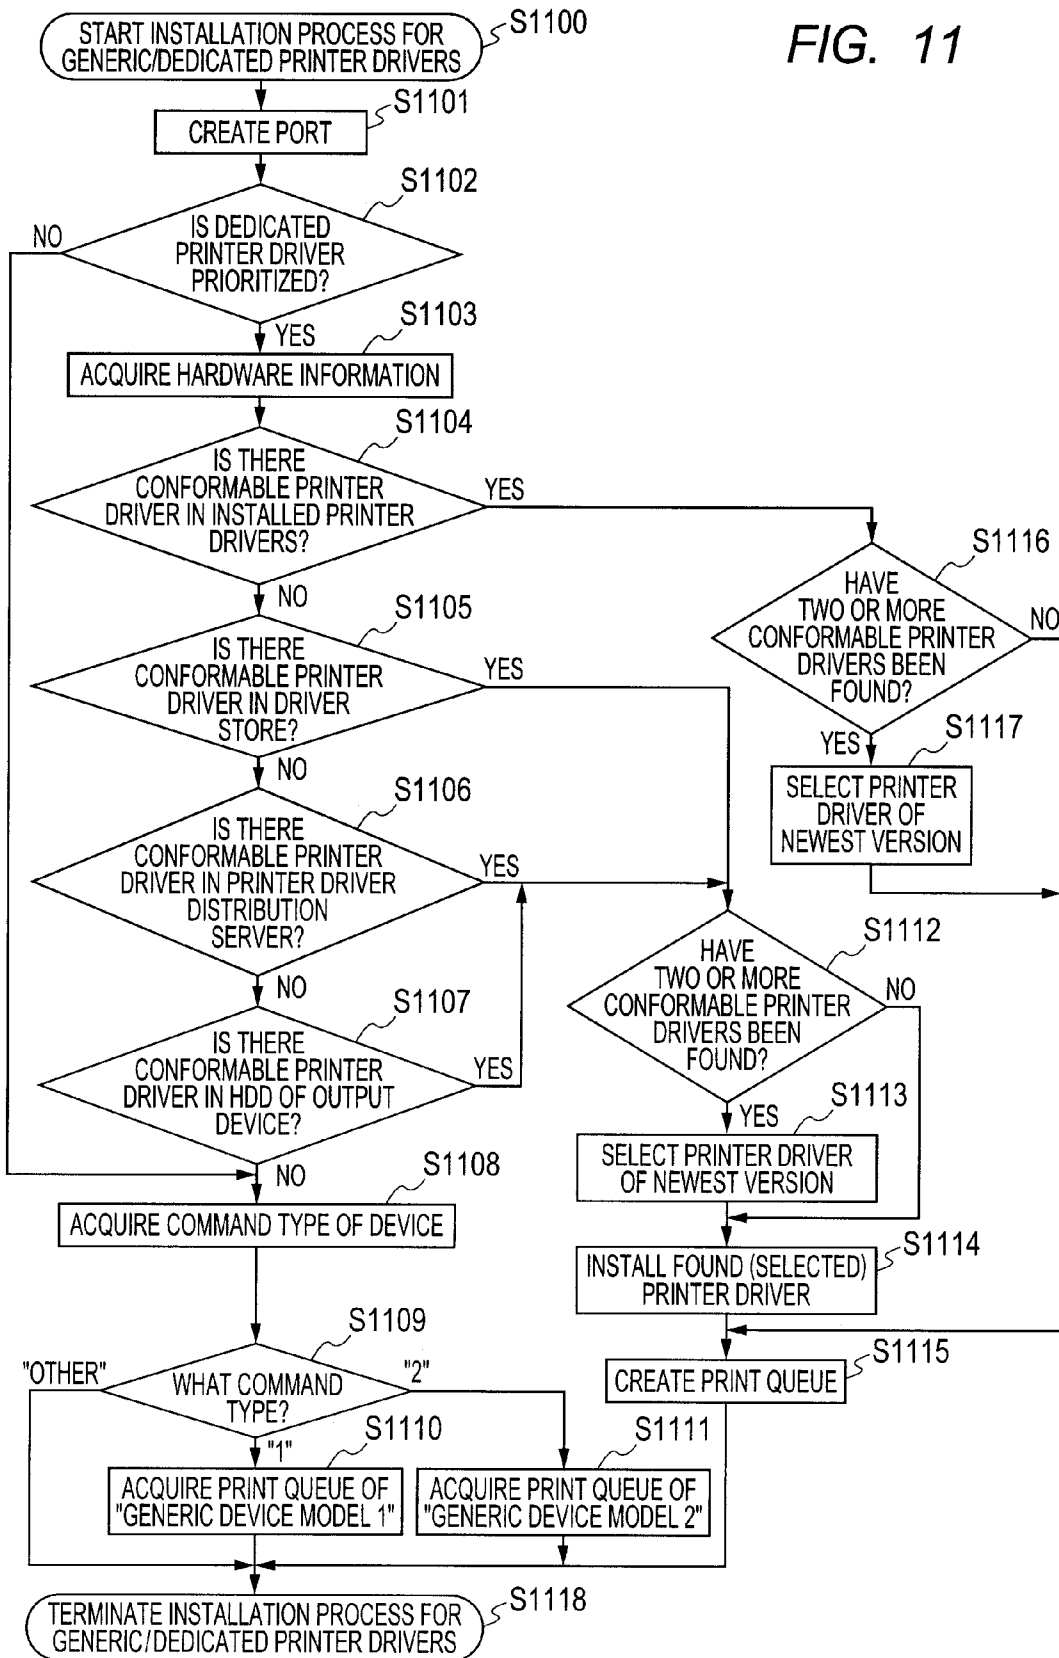 FIG. 11
START INSTALLATION PROCESS FOR
GENERIC/DEDICATED PRINTER DRIVERS
S1100
CREATE PORT
S1101
IS DEDICATED
PRINTER DRIVER
PRIORITIZED?
S1102
NO
YES
ACQUIRE HARDWARE INFORMATION
S1103
IS THERE
CONFORMABLE PRINTER
DRIVER IN INSTALLED PRINTER
DRIVERS?
S1104
YES
NO
HAVE
TWO OR MORE
CONFORMABLE PRINTER
DRIVERS BEEN
FOUND?
S1116
NO
YES
SELECT PRINTER
DRIVER OF
NEWEST VERSION
S1117
IS THERE
CONFORMABLE PRINTER
DRIVER IN DRIVER
STORE?
S1105
YES
NO
IS THERE
CONFORMABLE PRINTER
DRIVER IN PRINTER DRIVER
DISTRIBUTION
SERVER?
S1106
YES
NO
IS THERE
CONFORMABLE PRINTER
DRIVER IN HDD OF OUTPUT
DEVICE?
S1107
YES
NO
HAVE
TWO OR MORE
CONFORMABLE PRINTER
DRIVERS BEEN
FOUND?
S1112
NO
YES
SELECT PRINTER DRIVER
OF NEWEST VERSION
S1113
INSTALL FOUND (SELECTED)
PRINTER DRIVER
S1114
CREATE PRINT QUEUE
S1115
ACQUIRE COMMAND TYPE OF DEVICE
S1108
WHAT COMMAND
TYPE?
S1109
"OTHER"
"2"
"1"
ACQUIRE PRINT QUEUE OF
"GENERIC DEVICE MODEL 1"
S1110
ACQUIRE PRINT QUEUE OF
"GENERIC DEVICE MODEL 2"
S1111
TERMINATE INSTALLATION PROCESS FOR
GENERIC/DEDICATED PRINTER DRIVERS
S1118